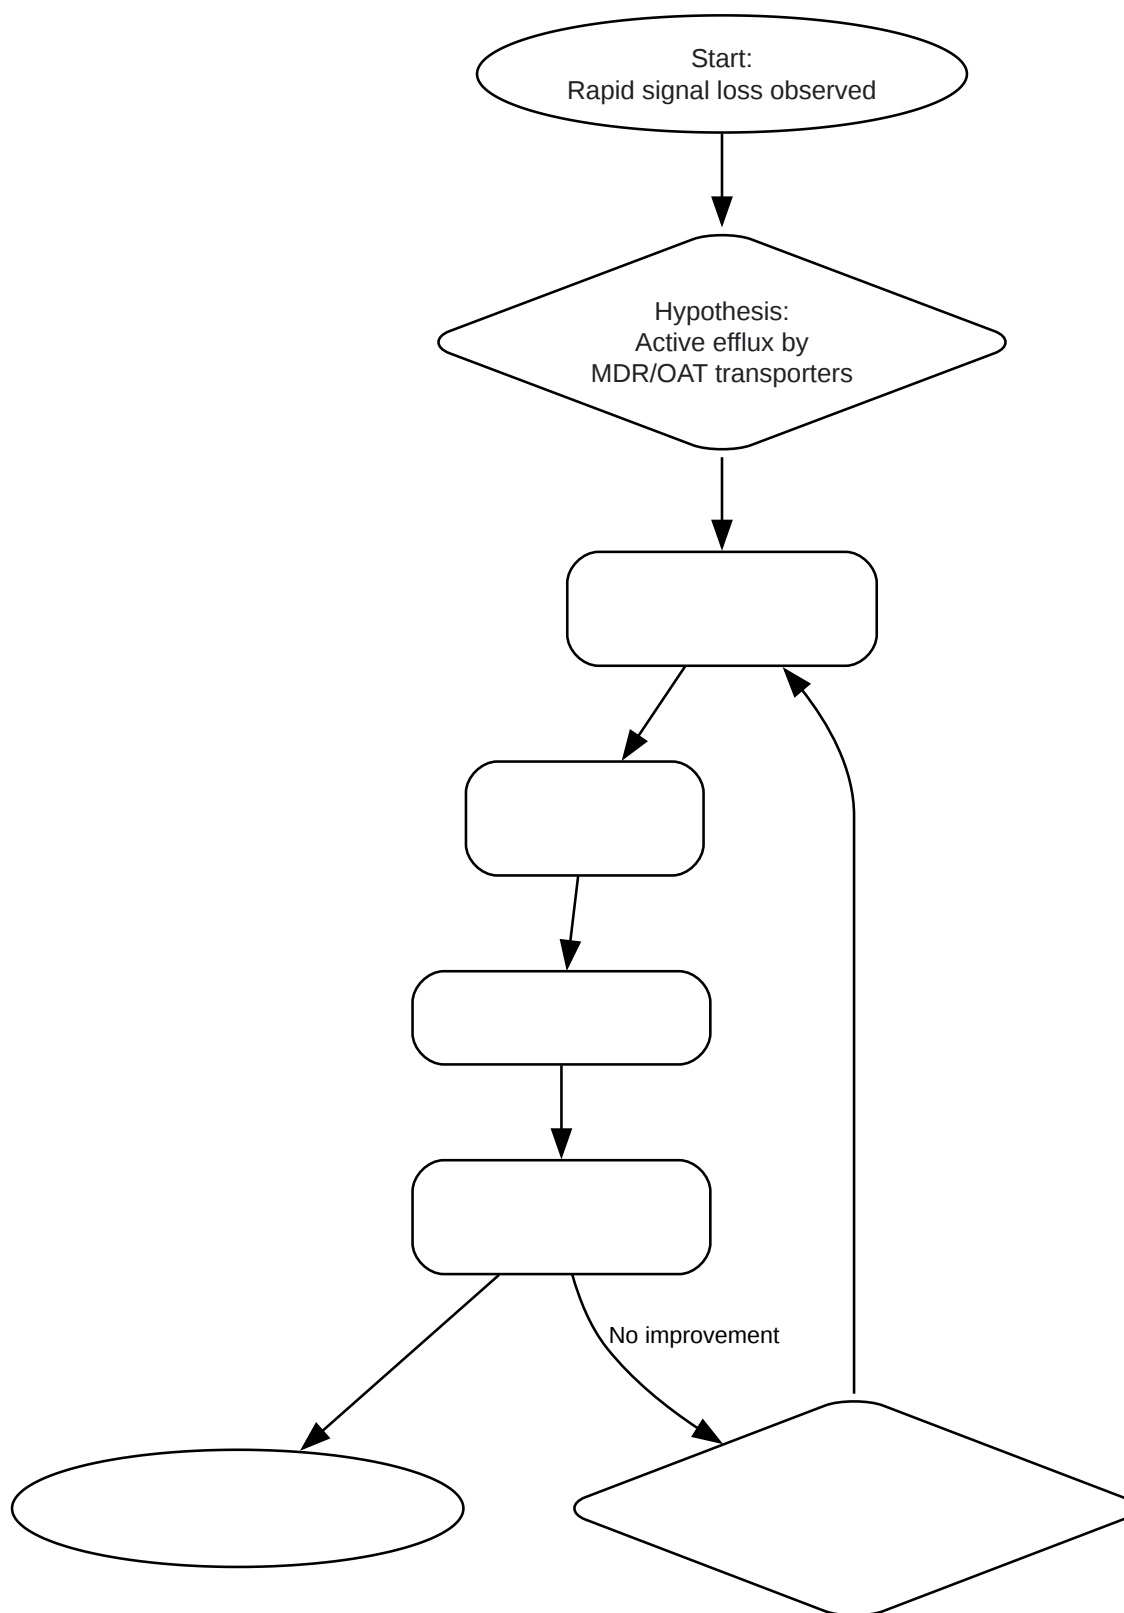 Start:
Rapid signal loss observed
Hypothesis:
Active efflux by
MDR/OAT transporters
No improvement